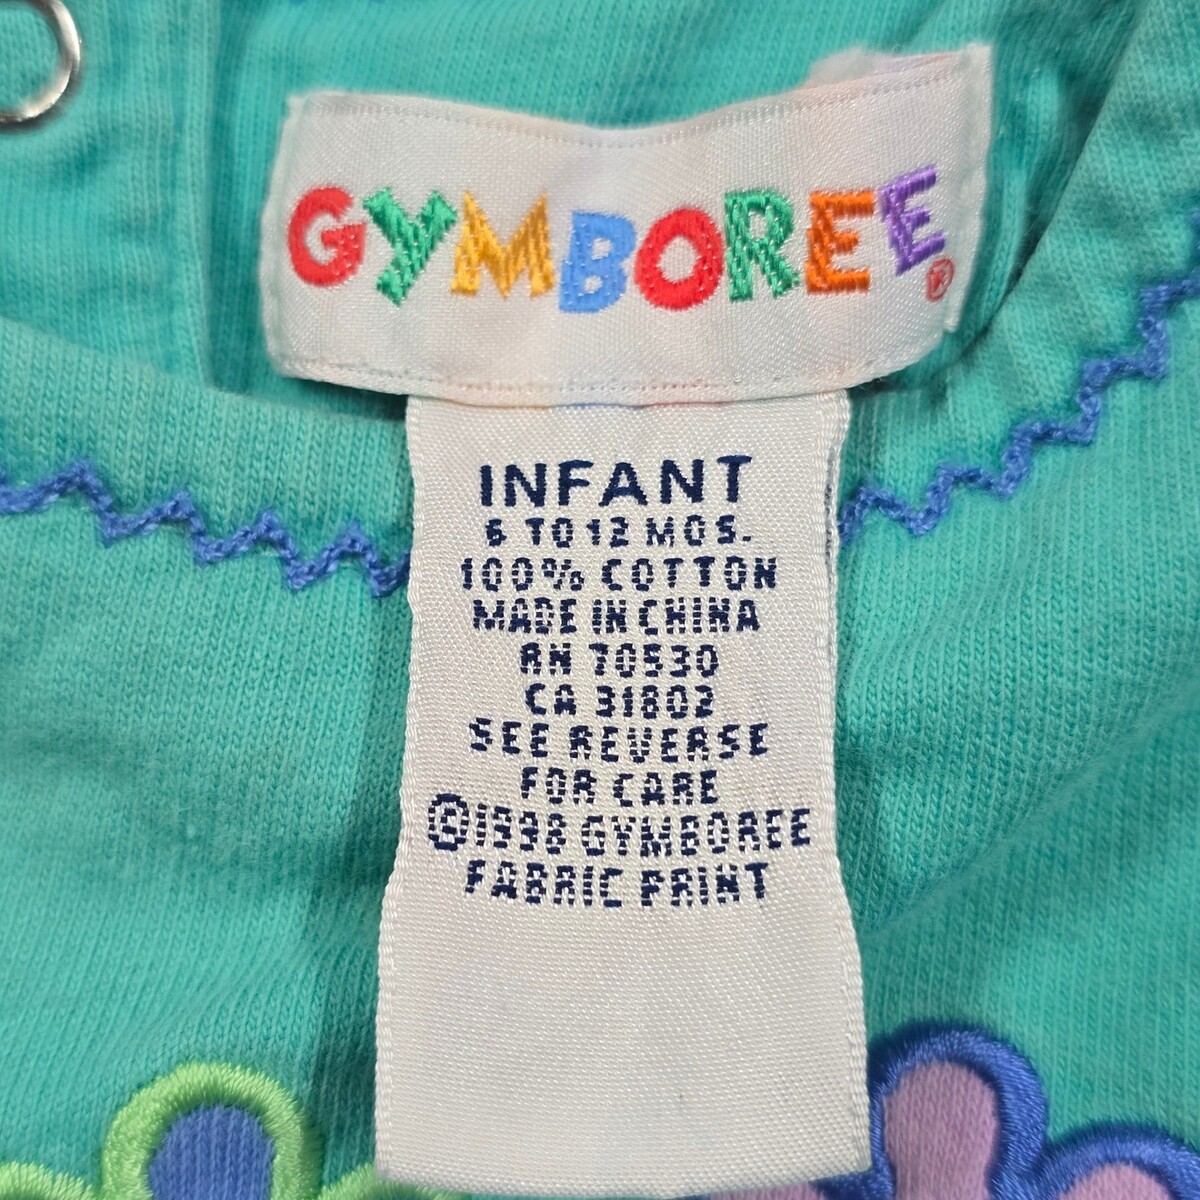 GYMBOREE®
INFANT
6 TO 12 MOS.
100% COTTON
MADE IN CHINA
RN 70530
CA 31802
SEE REVERSE
FOR CARE
©1998 GYMBOREE
FABRIC PRINT